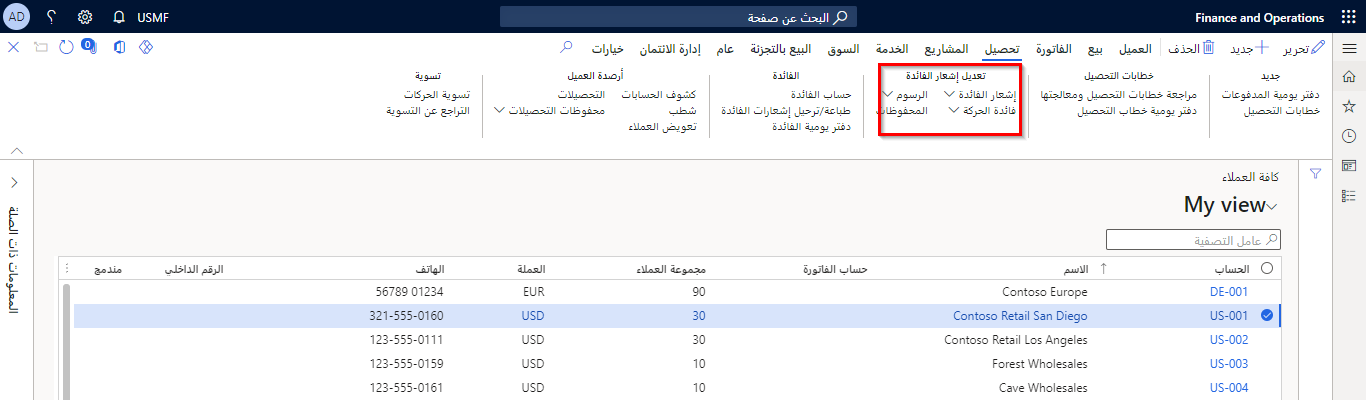 Finance and Operations
البحث عن صفحة
USMF
؟
AD
تحرير
جديد
الحذف
العميل
بيع
الفاتورة
تحصيل
المشاريع
الخدمة
السوق
البيع بالتجزئة
عام
إدارة الائتمان
خيارات
0
جديد
دفتر يومية المدفوعات
خطابات التحصيل
خطابات التحصيل
مراجعة خطابات التحصيل ومعالجتها
دفتر يومية خطاب التحصيل
تعديل إشعار الفائدة
إشعار الفائدة
فائدة الحركة
الرسوم
المحفوظات
الفائدة
حساب الفائدة
طباعة/ترحيل إشعارات الفائدة
دفتر يومية الفائدة
أرصدة العميل
كشوف الحسابات
شطب
تعويض العملاء
التحصيلات
محفوظات التحصيلات
تسوية
تسوية الحركات
التراجع عن التسوية
كافة العملاء
My view
عامل التصفية
الحساب الاسم حساب الفاتورة مجموعة العملاء العملة الهاتف الرقم الداخلي مندمج
DE-001 Contoso Europe 90 EUR 56789 01234
US-001 Contoso Retail San Diego 30 USD 321-555-0160
US-002 Contoso Retail Los Angeles 30 USD 123-555-0111
US-003 Forest Wholesales 10 USD 123-555-0159
US-004 Cave Wholesales 10 USD 123-555-0161
المعلومات ذات الصلة